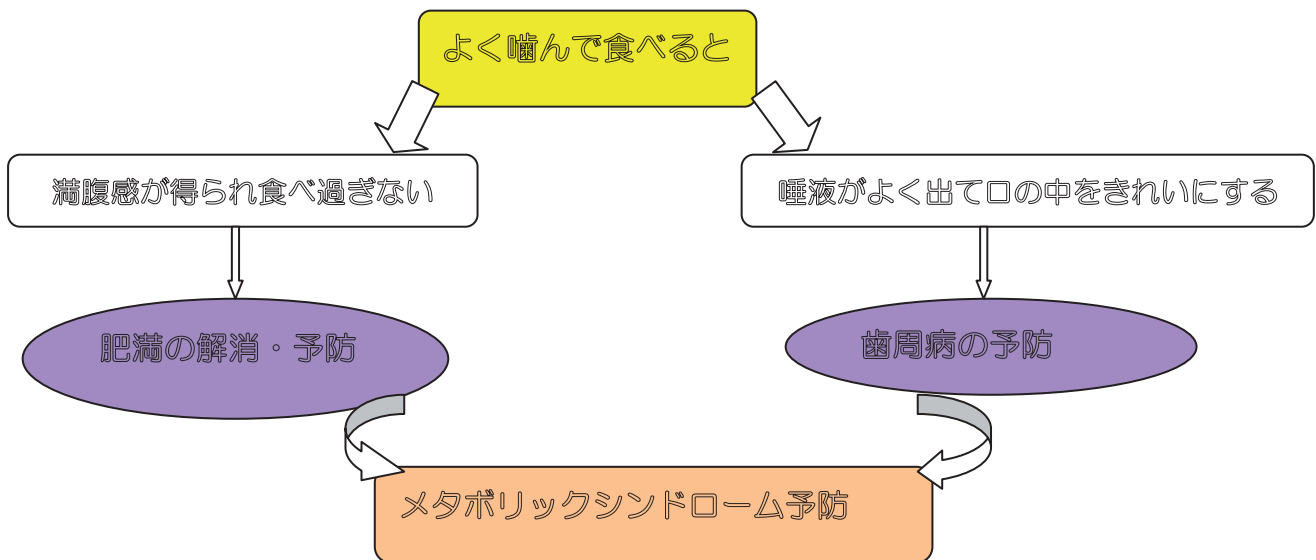 よく噛んで食べると
満腹感が得られ食べ過ぎない
唾液がよく出て口の中をきれいにする
肥満の解消・予防
歯周病の予防
メタボリックシンドローム予防